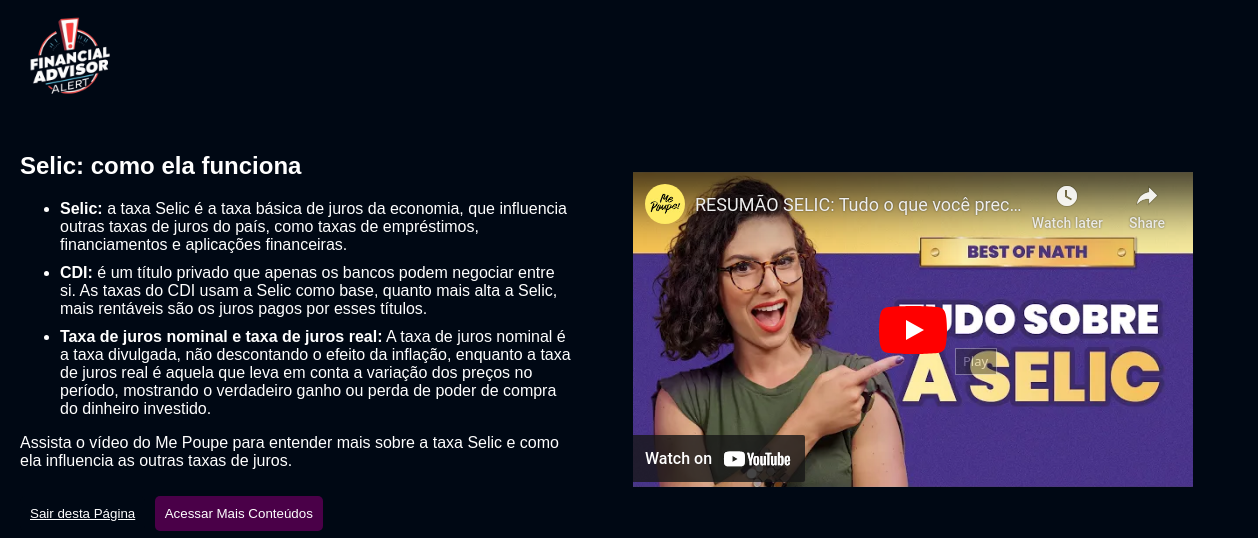 FINANCIAL
ADVISOR
ALERT
Selic: como ela funciona
• Selic: a taxa Selic é a taxa básica de juros da economia, que influencia
outras taxas de juros do país, como taxas de empréstimos,
financiamentos e aplicações financeiras.
• CDI: é um título privado que apenas os bancos podem negociar entre
si. As taxas do CDI usam a Selic como base, quanto mais alta a Selic,
mais rentáveis são os juros pagos por esses títulos.
• Taxa de juros nominal e taxa de juros real: A taxa de juros nominal é
a taxa divulgada, não descontando o efeito da inflação, enquanto a taxa
de juros real é aquela que leva em conta a variação dos preços no
período, mostrando o verdadeiro ganho ou perda de poder de compra
do dinheiro investido.
Assista o vídeo do Me Poupe para entender mais sobre a taxa Selic e como
ela influencia as outras taxas de juros.
Sair desta Página
Acessar Mais Conteúdos
Me
Poupe!
RESUMÃO SELIC: Tudo o que você prec...
Watch later
Share
BEST OF NATH
TUDO SOBRE
A SELIC
Play
Watch on YouTube